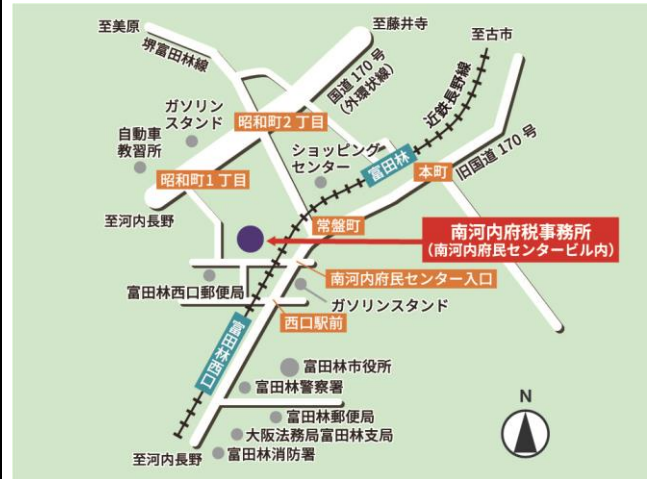 至美原
至藤井寺
至古市
堺富田林線
国道170号
(外環状線)
近鉄長野線
旧国道170号
ガソリン
スタンド
昭和町2丁目
自動車
教習所
ショッピング
センター
富田林
本町
昭和町1丁目
至河内長野
常盤町
南河内府税事務所
(南河内府民センタービル内)
南河内府民センター入口
富田林西口郵便局
ガソリンスタンド
西口駅前
富田林西口
富田林市役所
富田林警察署
富田林郵便局
大阪法務局富田林支局
至河内長野
富田林消防署
N